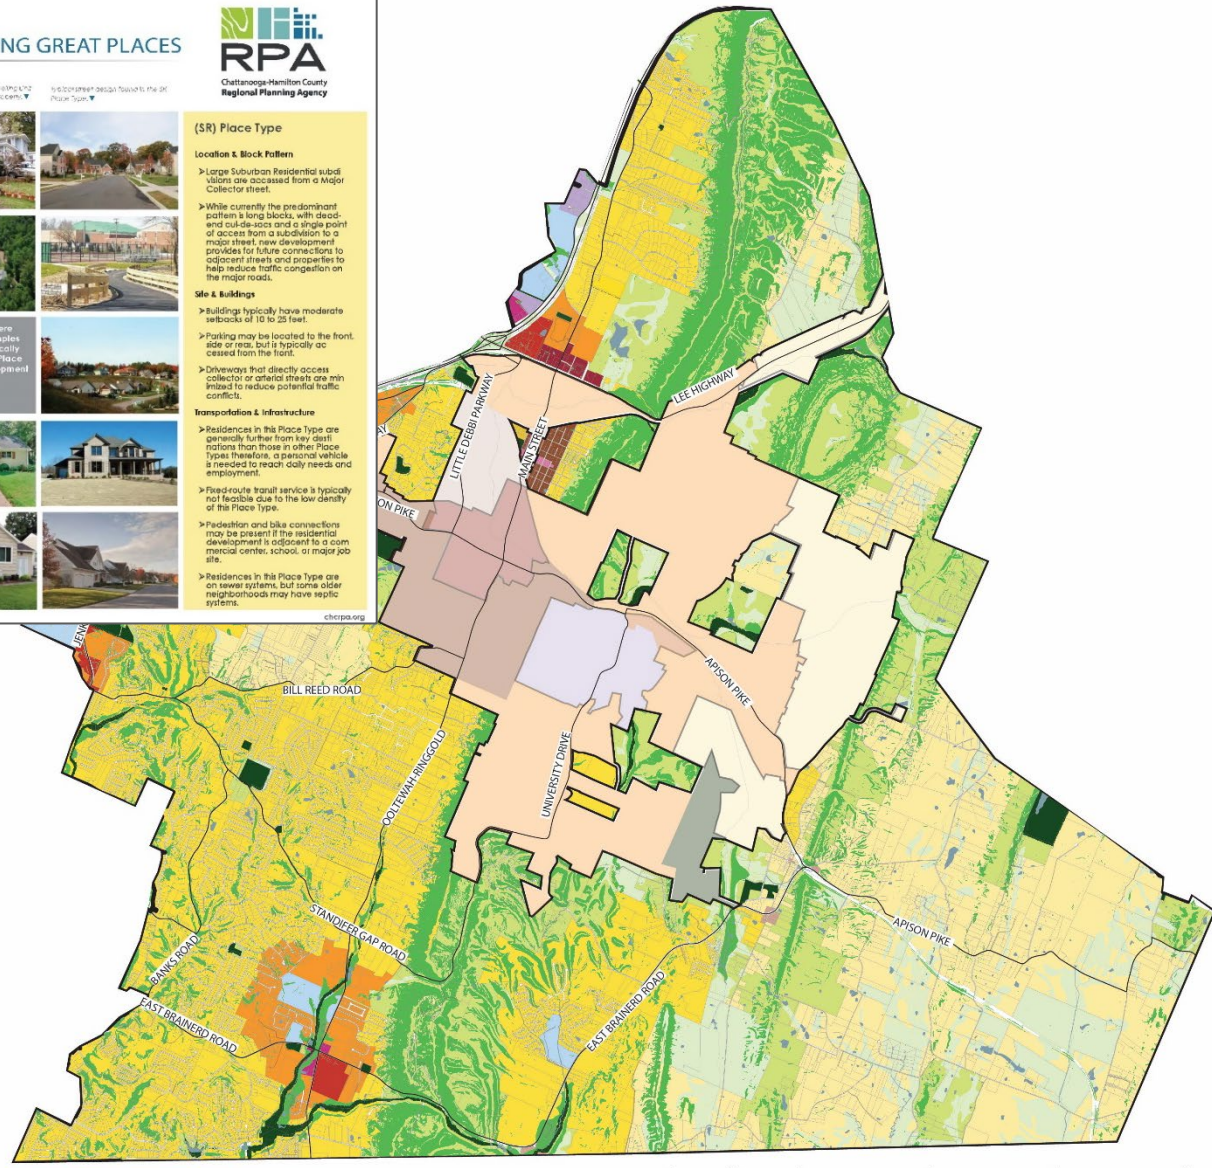 NG GREAT PLACES
RPA
Chattanooga-Hamilton County
Regional Planning Agency
(SR) Place Type
Location & Block Pattern
➤Large Suburban Residential subdi
visions are accessed from a Major
Collector street.
➤While currently the predominant
pattern is long blocks, with dead-
end cul-de-sacs and a single point
of access from a subdivision to a
major street, new development
provides for future connections to
adjacent streets and properties to
help reduce traffic congestion on
the major roads.
Site & Buildings
➤Buildings typically have moderate
setbacks of 10 to 25 feet.
➤Parking may be located to the front,
side or rear, but is typically ac
cessed from the front.
➤Driveways that directly access
collector or arterial streets are min
imized to reduce potential traffic
conflicts.
Transportation & Infrastructure
➤Residences in this Place Type are
generally further from key desti
nations than those in other Place
Types therefore, a personal vehicle
is needed to reach daily needs and
employment.
➤Fixed-route transit service is typically
not feasible due to the low density
of this Place Type.
➤Pedestrian and bike connections
may be present if the residential
development is adjacent to a com
mercial center, school, or major job
site.
➤Residences in this Place Type are
on sewer systems, but some older
neighborhoods may have septic
systems.
chcrpa.org
ere
ples
cally
Place
opment
LEE HIGHWAY
LITTLE DEBBI PARKWAY
MAIN STREET
AY
ON PIKE
APISON PIKE
JENK
BILL REED ROAD
OOLTEWAH-RINGGOLD
UNIVERSITY DRIVE
STANDIFER GAP ROAD
BANKS ROAD
EAST BRAINERD ROAD
EAST BRAINERD ROAD
APISON PIKE